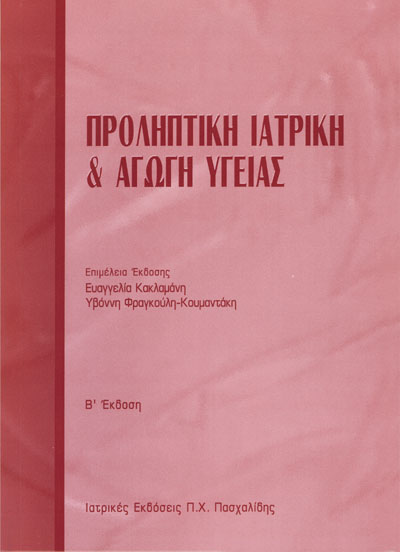 ΠΡΟΛΗΠΤΙΚΗ ΙΑΤΡΙΚΗ
& ΑΓΩΓΗ ΥΓΕΙΑΣ
Επιμέλεια Έκδοσης
Ευαγγελία Κακλαμάνη
Υβόννη Φραγκούλη-Κουμαντάκη
Β' Έκδοση
Ιατρικές Εκδόσεις Π.Χ. Πασχαλίδης